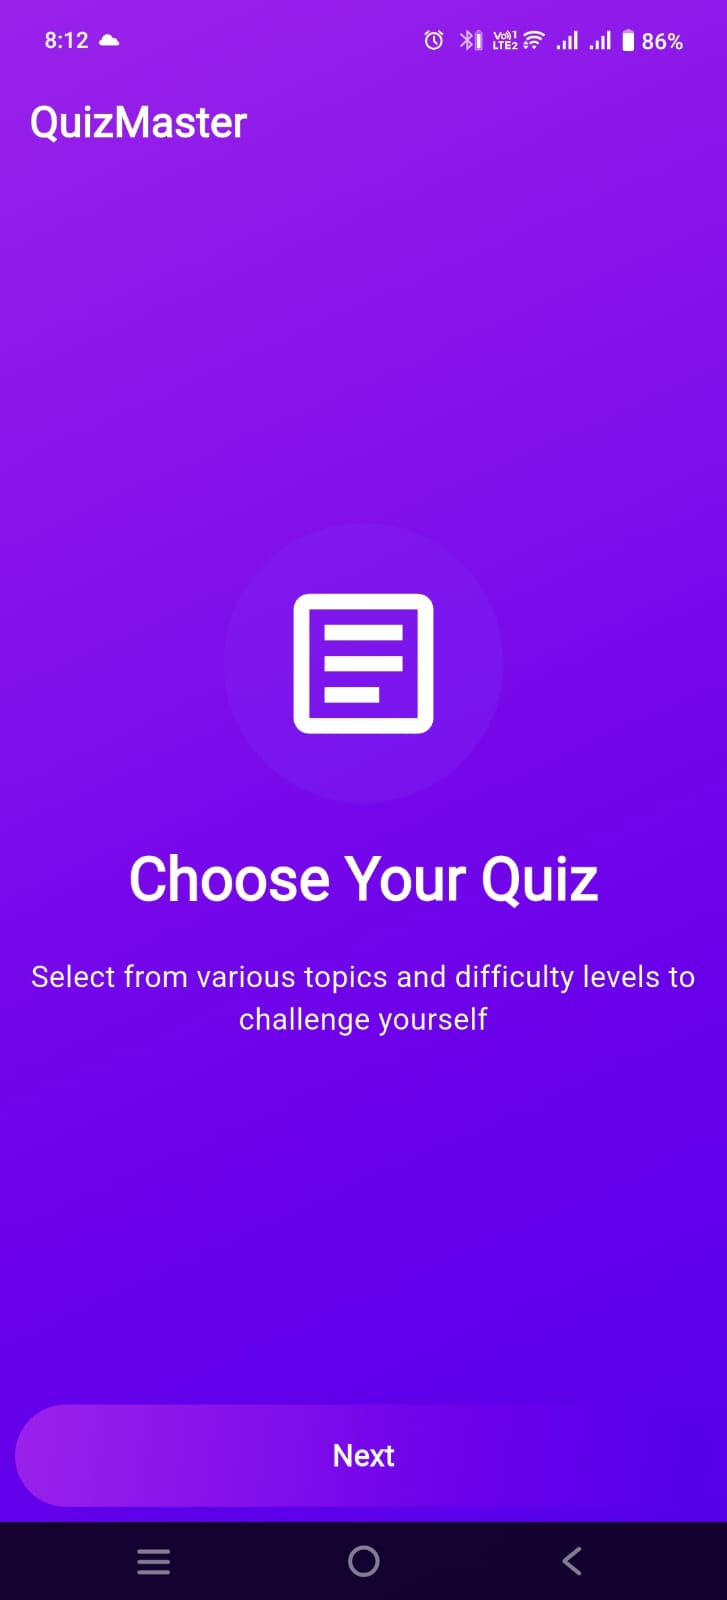 8:12
Vo)) 1
LTE2
86%
QuizMaster
Choose Your Quiz
Select from various topics and difficulty levels to
challenge yourself
Next